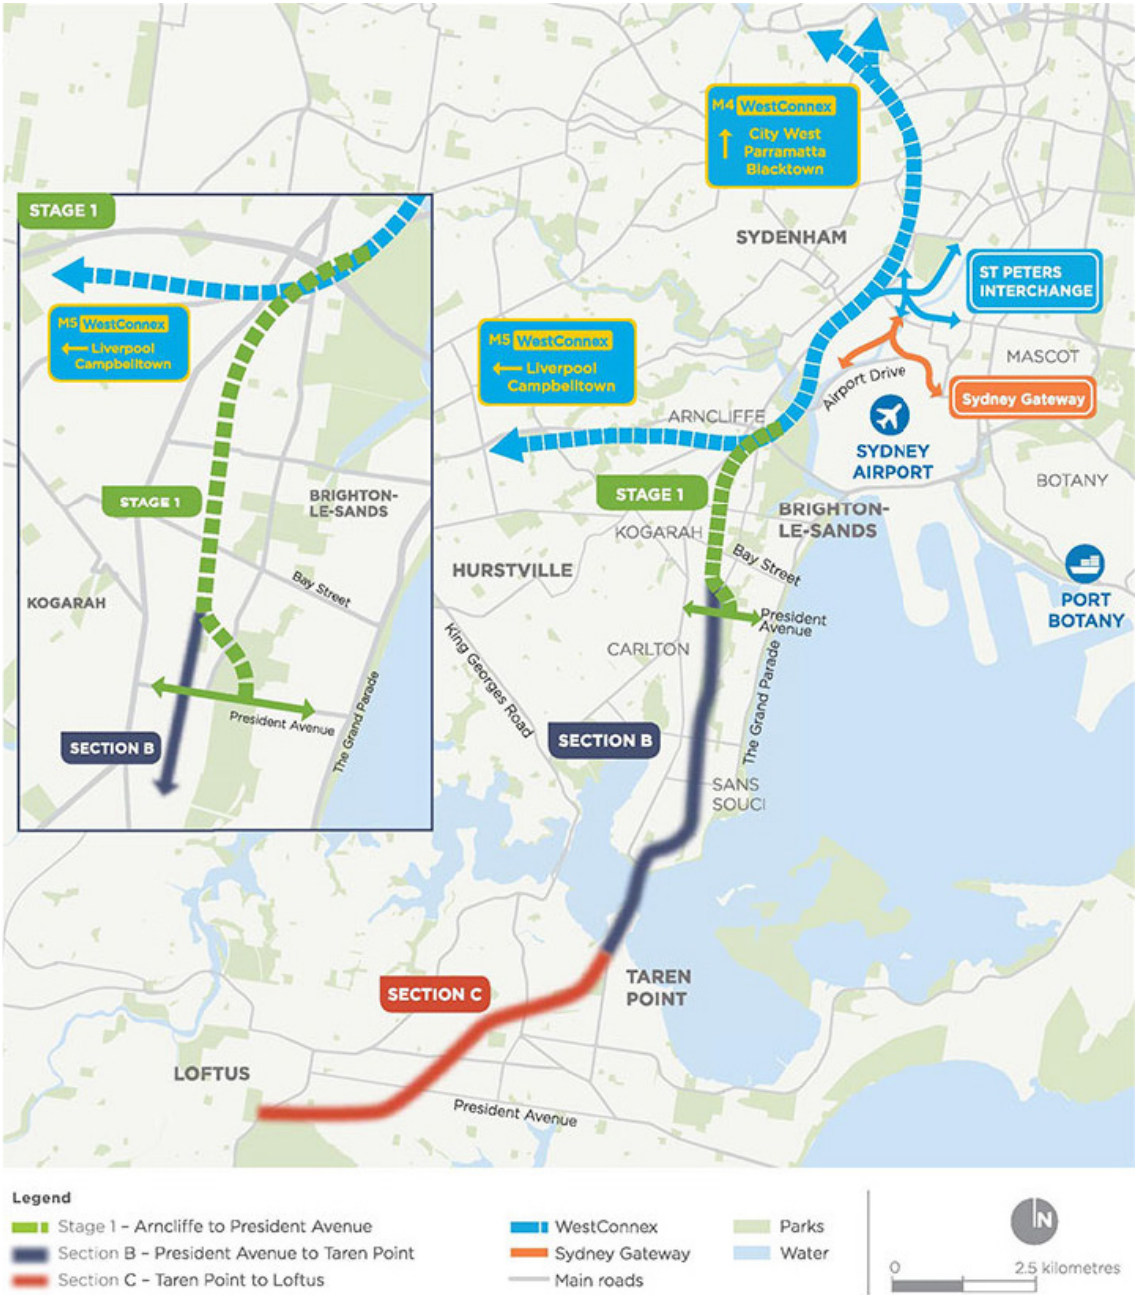 M4 WestConnex
City West
Parramatta
Blacktown
STAGE 1
SYDENHAM
ST PETERS
INTERCHANGE
M5 WestConnex
Liverpool
Campbelltown
M5 WestConnex
Liverpool
Campbelltown
MASCOT
Airport Drive
Sydney Gateway
ARNCLIFFE
SYDNEY
AIRPORT
STAGE 1
STAGE 1
BRIGHTON-
LE-SANDS
BOTANY
BRIGHTON-
LE-SANDS
KOGARAH
Bay Street
HURSTVILLE
Bay Street
KOGARAH
PORT
BOTANY
President
Avenue
CARLTON
King Georges Road
The Grand Parade
President Avenue
The Grand Parade
SECTION B
SECTION B
SANS
SOUCI
TAREN
POINT
SECTION C
LOFTUS
President Avenue
Legend
Stage 1 – Arncliffe to President Avenue
Section B – President Avenue to Taren Point
Section C – Taren Point to Loftus
WestConnex
Sydney Gateway
Main roads
Parks
Water
N
0 2.5 kilometres